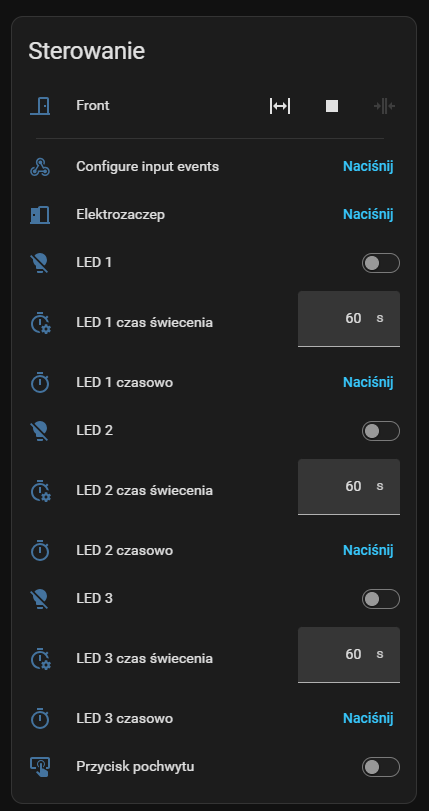 Sterowanie
Front
Configure input events Naciśnij
Elektrozaczep Naciśnij
LED 1
LED 1 czas świecenia 60 s
LED 1 czasowo Naciśnij
LED 2
LED 2 czas świecenia 60 s
LED 2 czasowo Naciśnij
LED 3
LED 3 czas świecenia 60 s
LED 3 czasowo Naciśnij
Przycisk pochwytu